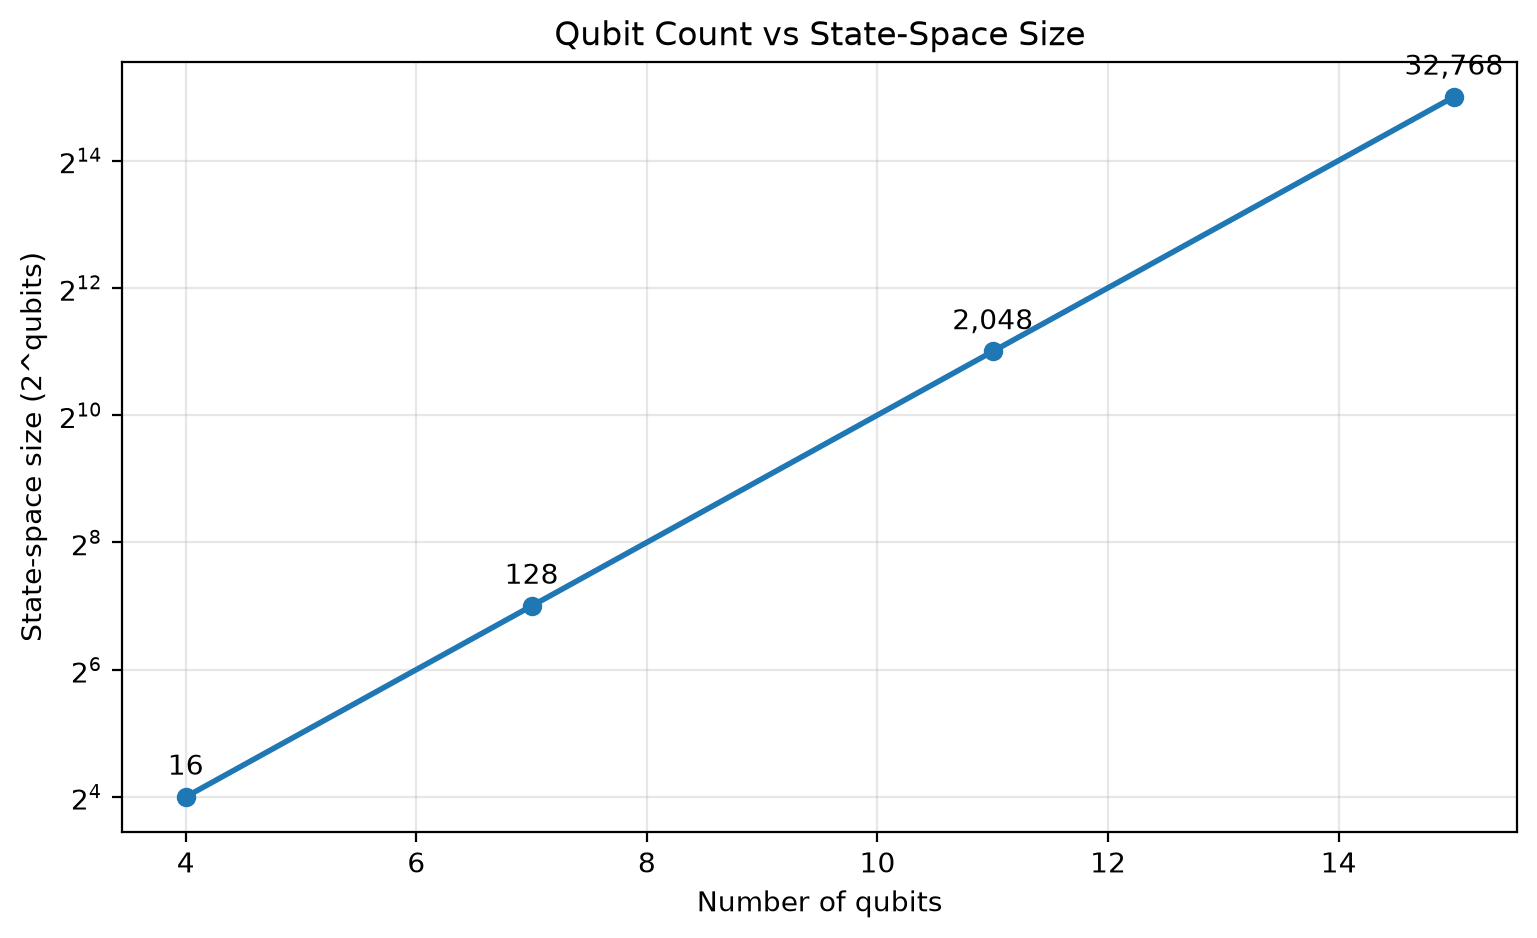 Qubit Count vs State-Space Size
32,768
2,048
128
16
2^14
2^12
2^10
2^8
2^6
2^4
State-space size (2^qubits)
4 6 8 10 12 14
Number of qubits